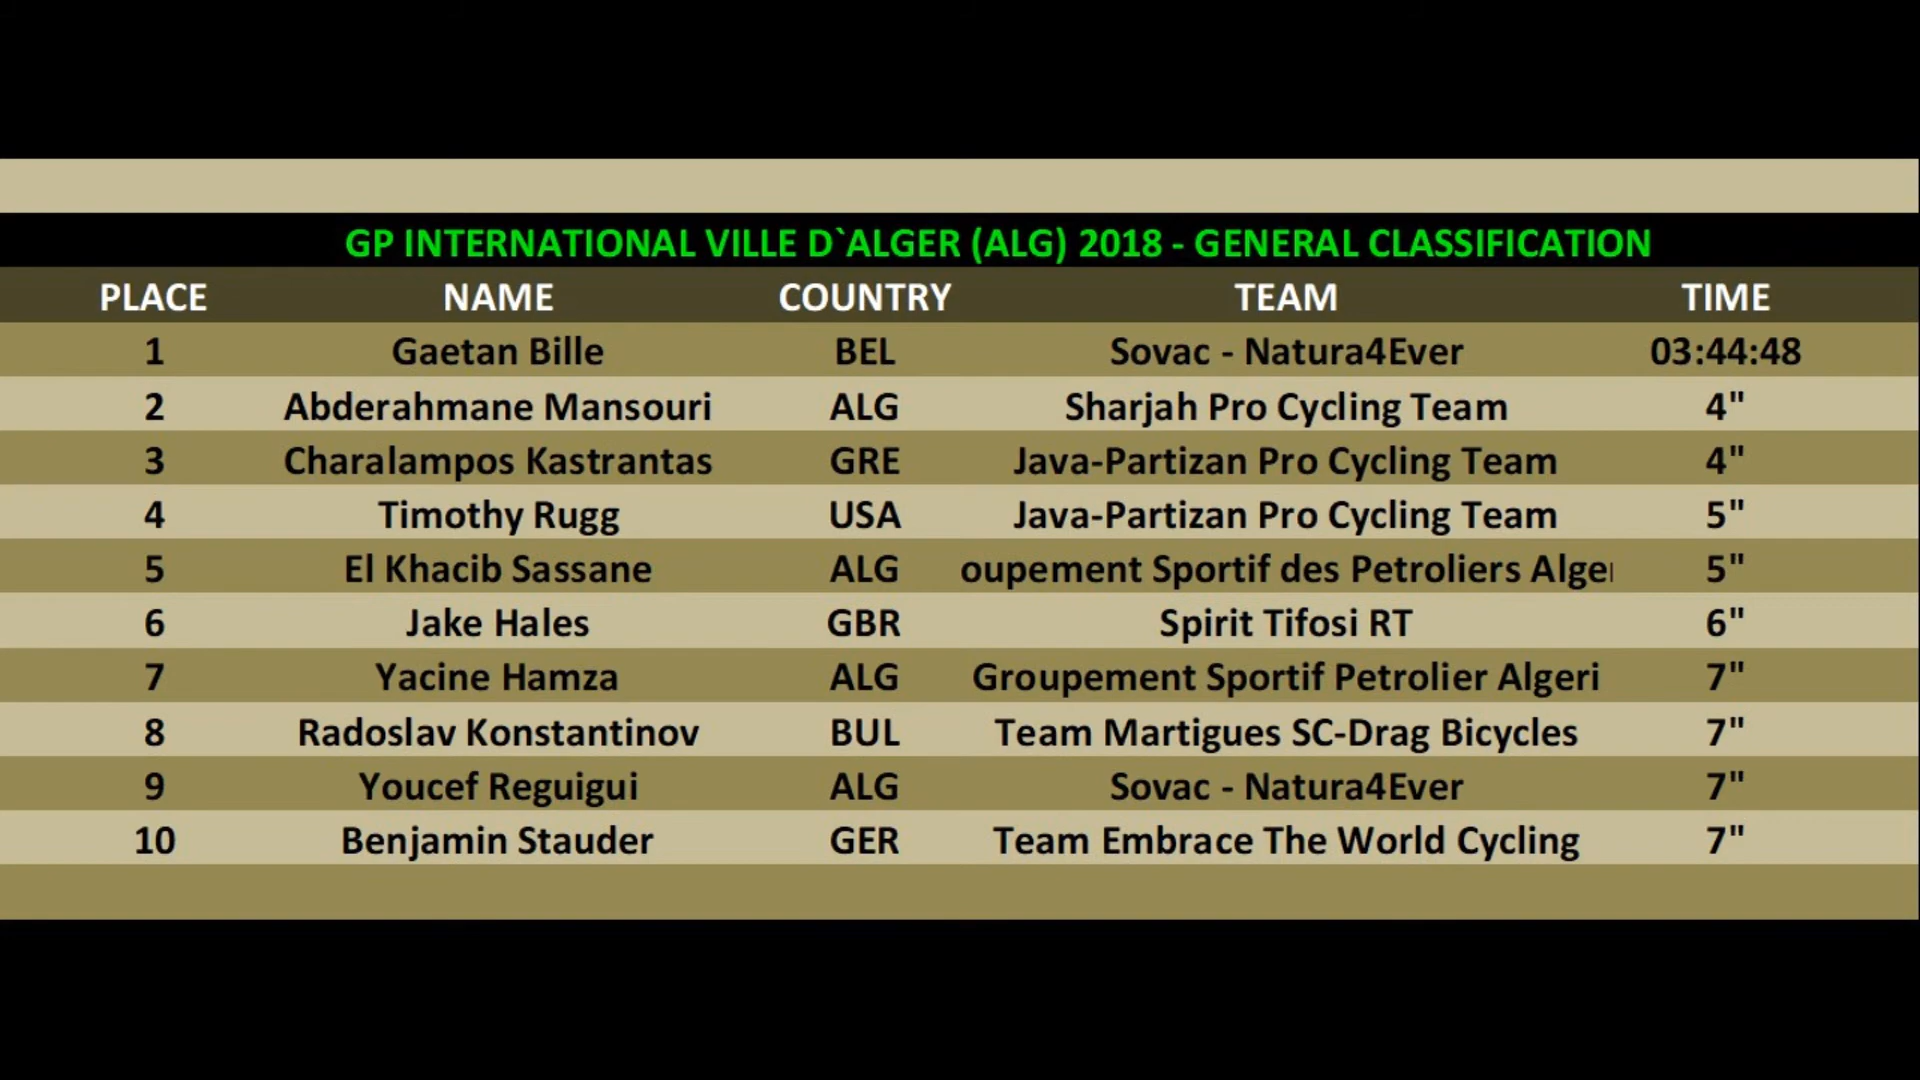 GP INTERNATIONAL VILLE D`ALGER (ALG) 2018 - GENERAL CLASSIFICATION
PLACE NAME COUNTRY TEAM TIME
1 Gaetan Bille BEL Sovac - Natura4Ever 03:44:48
2 Abderahmane Mansouri ALG Sharjah Pro Cycling Team 4"
3 Charalampos Kastrantas GRE Java-Partizan Pro Cycling Team 4"
4 Timothy Rugg USA Java-Partizan Pro Cycling Team 5"
5 El Khacib Sassane ALG oupement Sportif des Petroliers Alger 5"
6 Jake Hales GBR Spirit Tifosi RT 6"
7 Yacine Hamza ALG Groupement Sportif Petrolier Algeri 7"
8 Radoslav Konstantinov BUL Team Martigues SC-Drag Bicycles 7"
9 Youcef Reguigui ALG Sovac - Natura4Ever 7"
10 Benjamin Stauder GER Team Embrace The World Cycling 7"